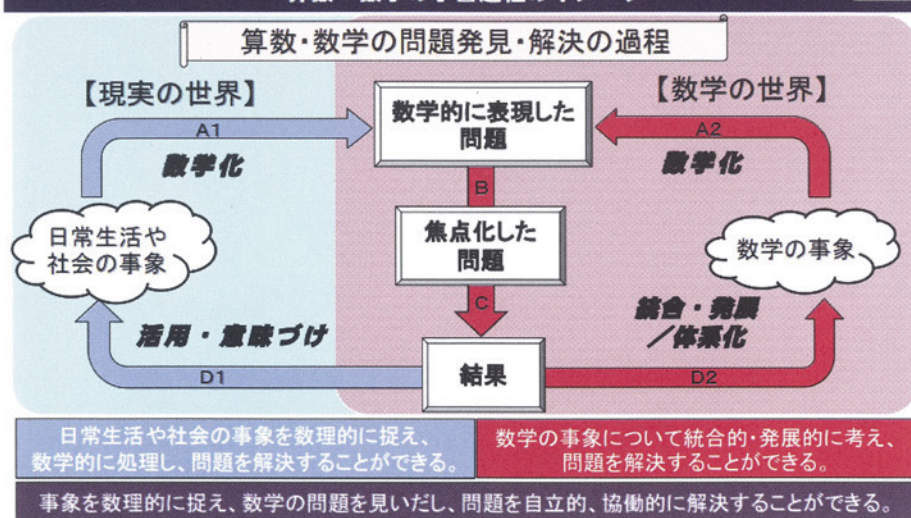 算数・数学の問題発見・解決の過程
【現実の世界】
【数学の世界】
A1
数学的に表現した
問題
A2
数学化
数学化
B
日常生活や
社会の事象
焦点化した
問題
数学の事象
C
活用・意味づけ
統合・発展
／体系化
D1
結果
D2
日常生活や社会の事象を数理的に捉え、
数学的に処理し、問題を解決することができる。
数学の事象について統合的・発展的に考え、
問題を解決することができる。
事象を数理的に捉え、数学の問題を見いだし、問題を自立的、協働的に解決することができる。